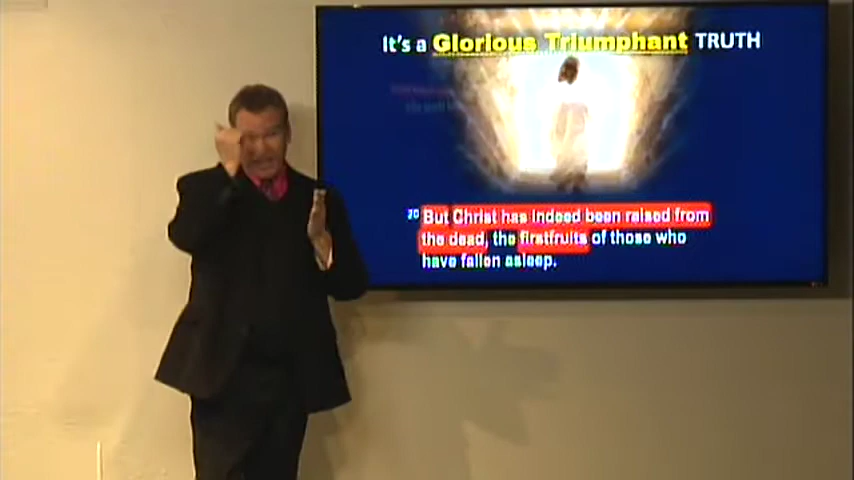 It's a Glorious Triumphant TRUTH
20 But Christ has indeed been raised from
the dead, the firstfruits of those who
have fallen asleep.